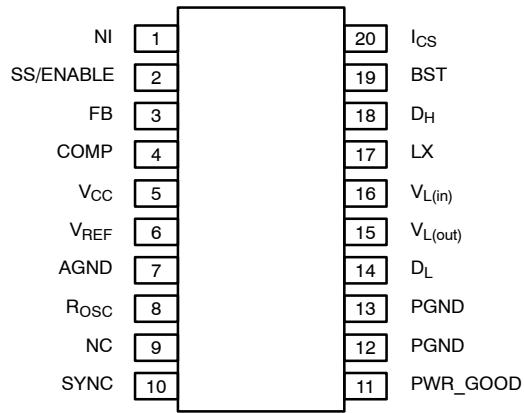 NI 1 20 ICS
SS/ENABLE 2 19 BST
FB 3 18 DH
COMP 4 17 LX
VCC 5 16 VL(in)
VREF 6 15 VL(out)
AGND 7 14 DL
ROSC 8 13 PGND
NC 9 12 PGND
SYNC 10 11 PWR_GOOD